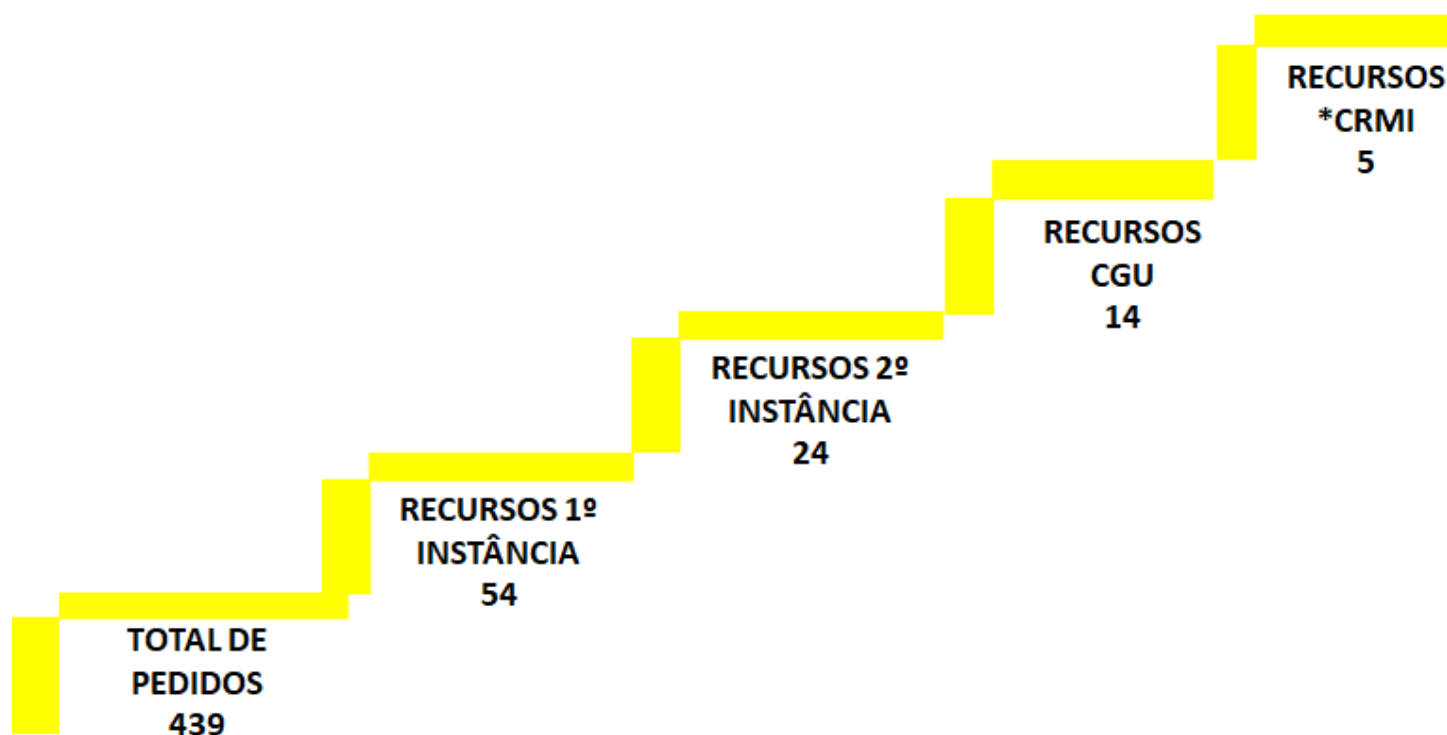 RECURSOS
*CRMI
5
RECURSOS
CGU
14
RECURSOS 2º
INSTÂNCIA
24
RECURSOS 1º
INSTÂNCIA
54
TOTAL DE
PEDIDOS
439